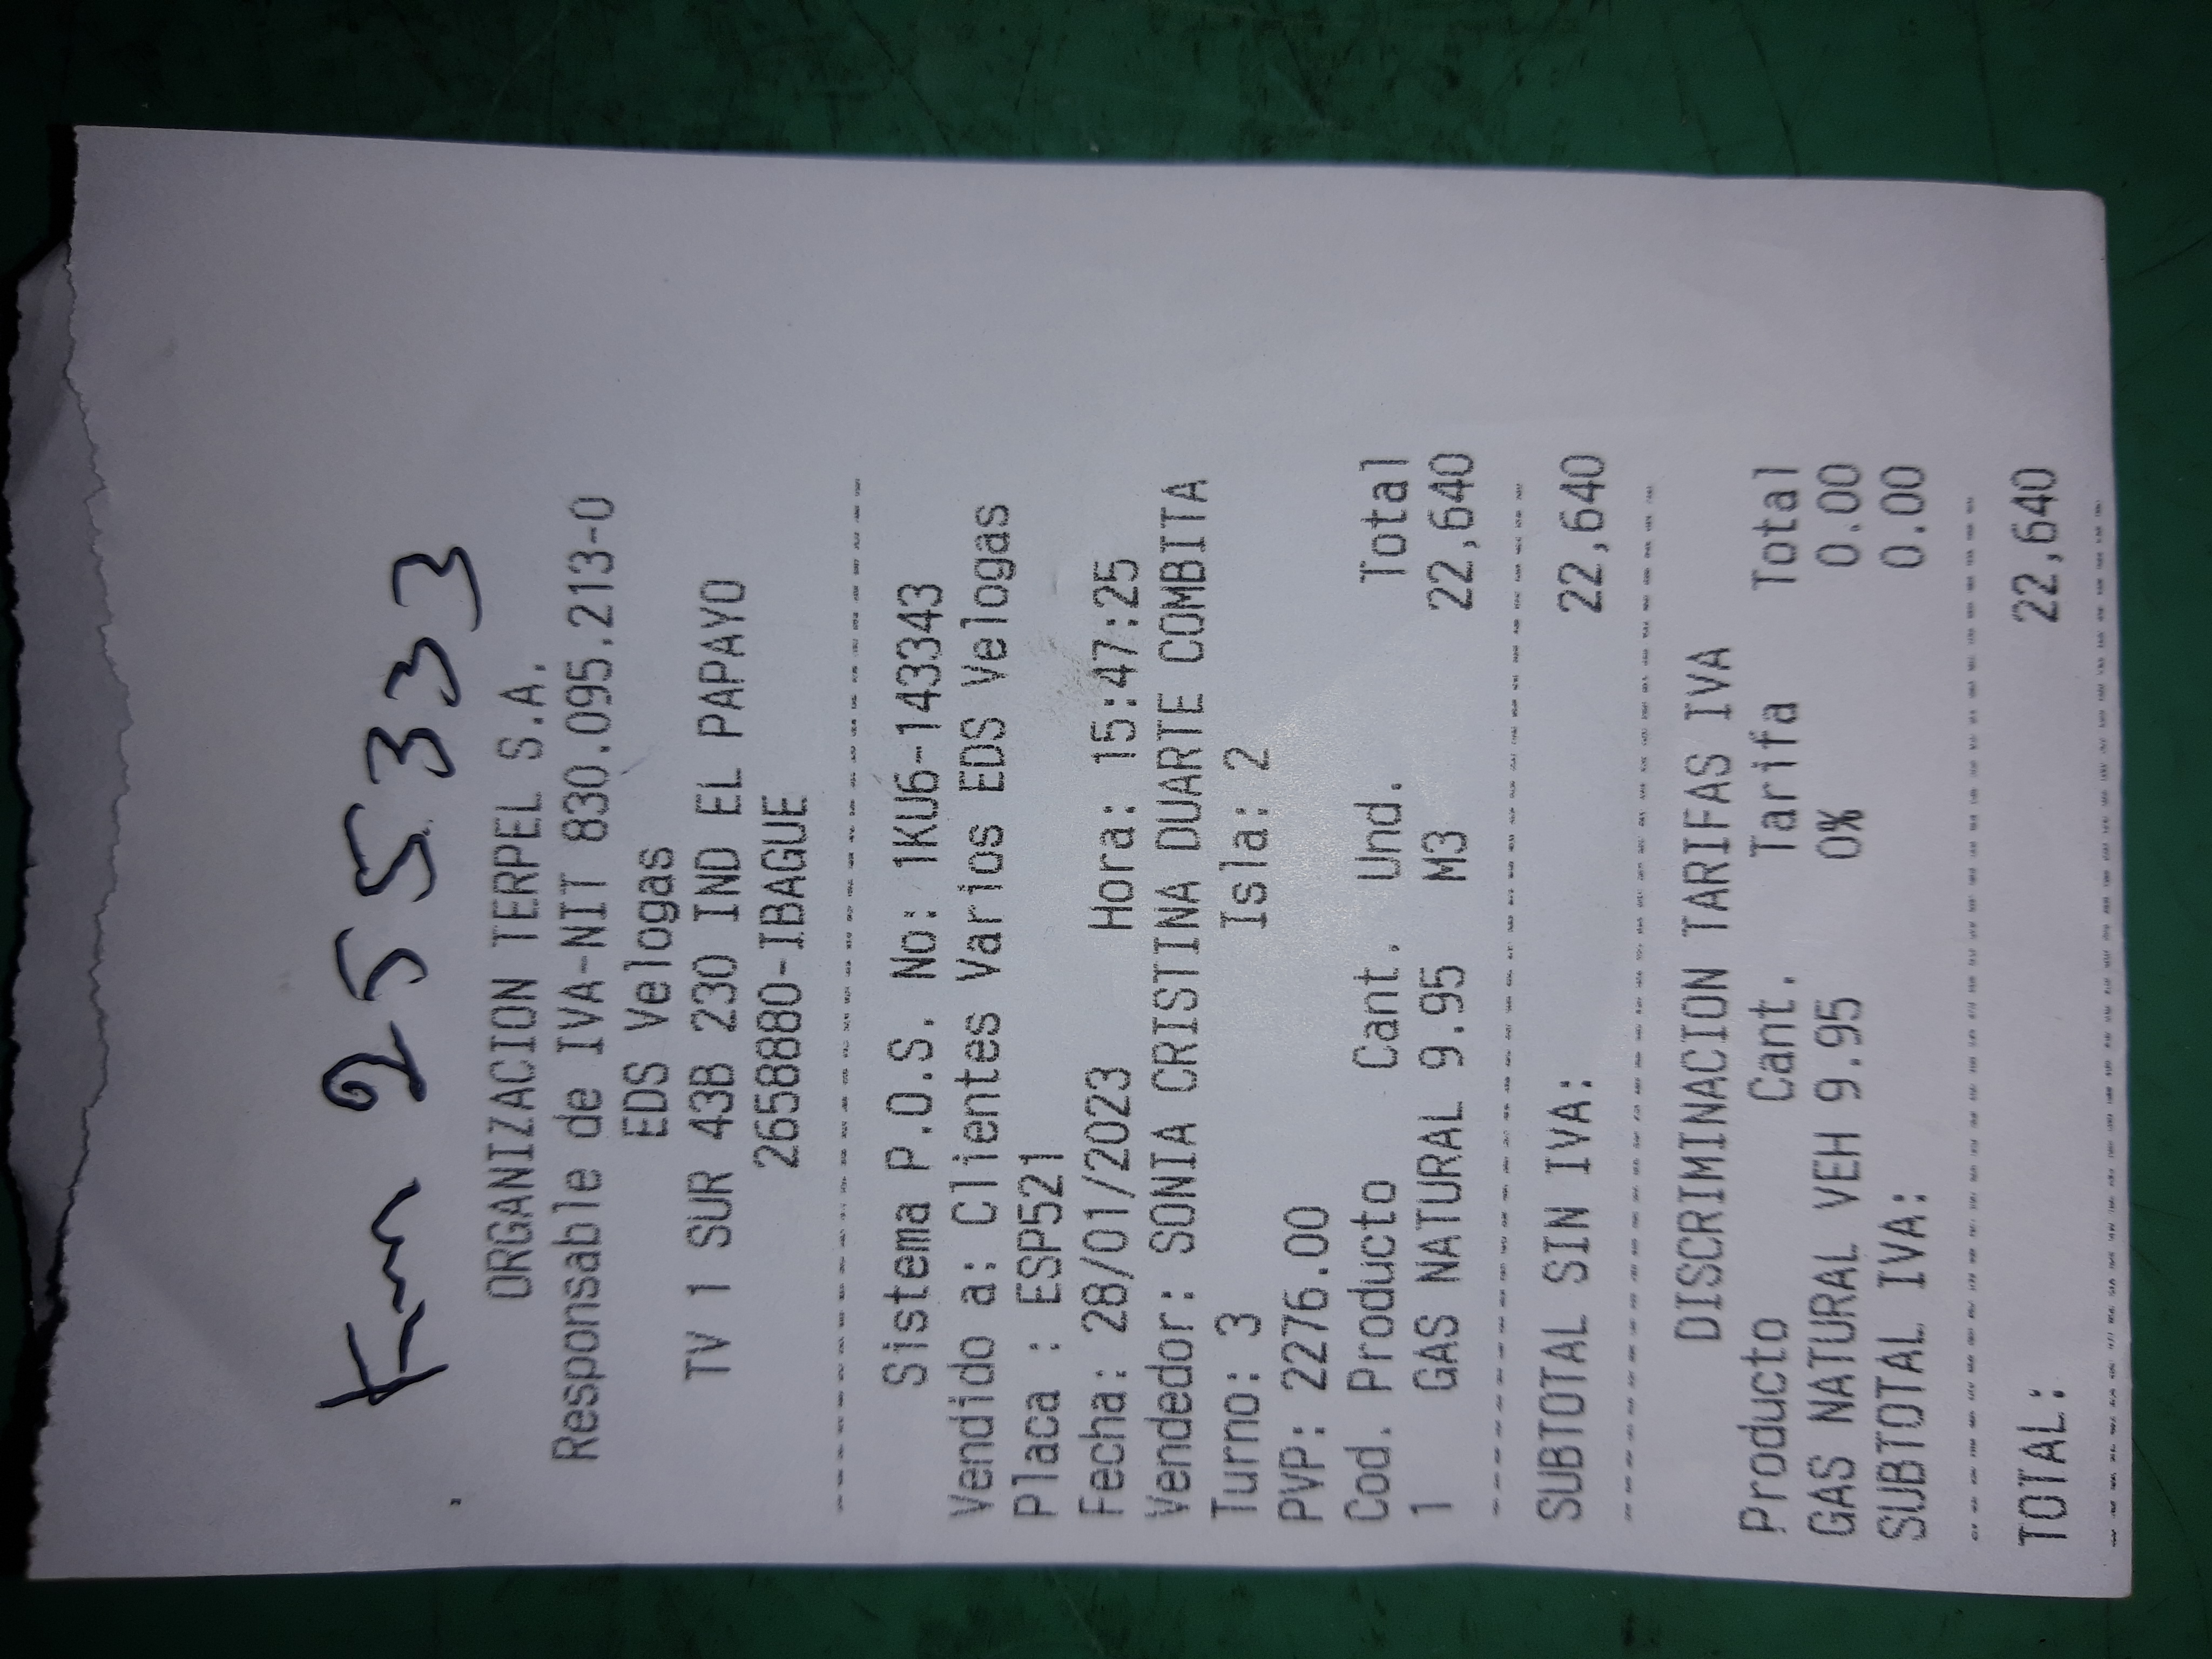 Km 255333
ORGANIZACION TERPEL S.A.
Responsable de IVA-NIT 830.095.213-0
EDS Velogas
TV 1 SUR 43B 230 IND EL PAPAYO
2658880-IBAGUE
Sistema P.O.S. No: 1KU6-143343
Vendido a: Clientes Varios EDS Velogas
Placa : ESP521
Fecha: 28/01/2023 Hora: 15:47:25
Vendedor: SONIA CRISTINA DUARTE COMBITA
Turno: 3 Isla: 2
PVP: 2276.00
Cod. Producto Cant. Und. Total
1 GAS NATURAL 9.95 M3 22,640
SUBTOTAL SIN IVA: 22,640
DISCRIMINACION TARIFAS IVA
Producto Cant. Tarifa Total
GAS NATURAL VEH 9.95 0% 0.00
SUBTOTAL IVA: 0.00
TOTAL: 22,640